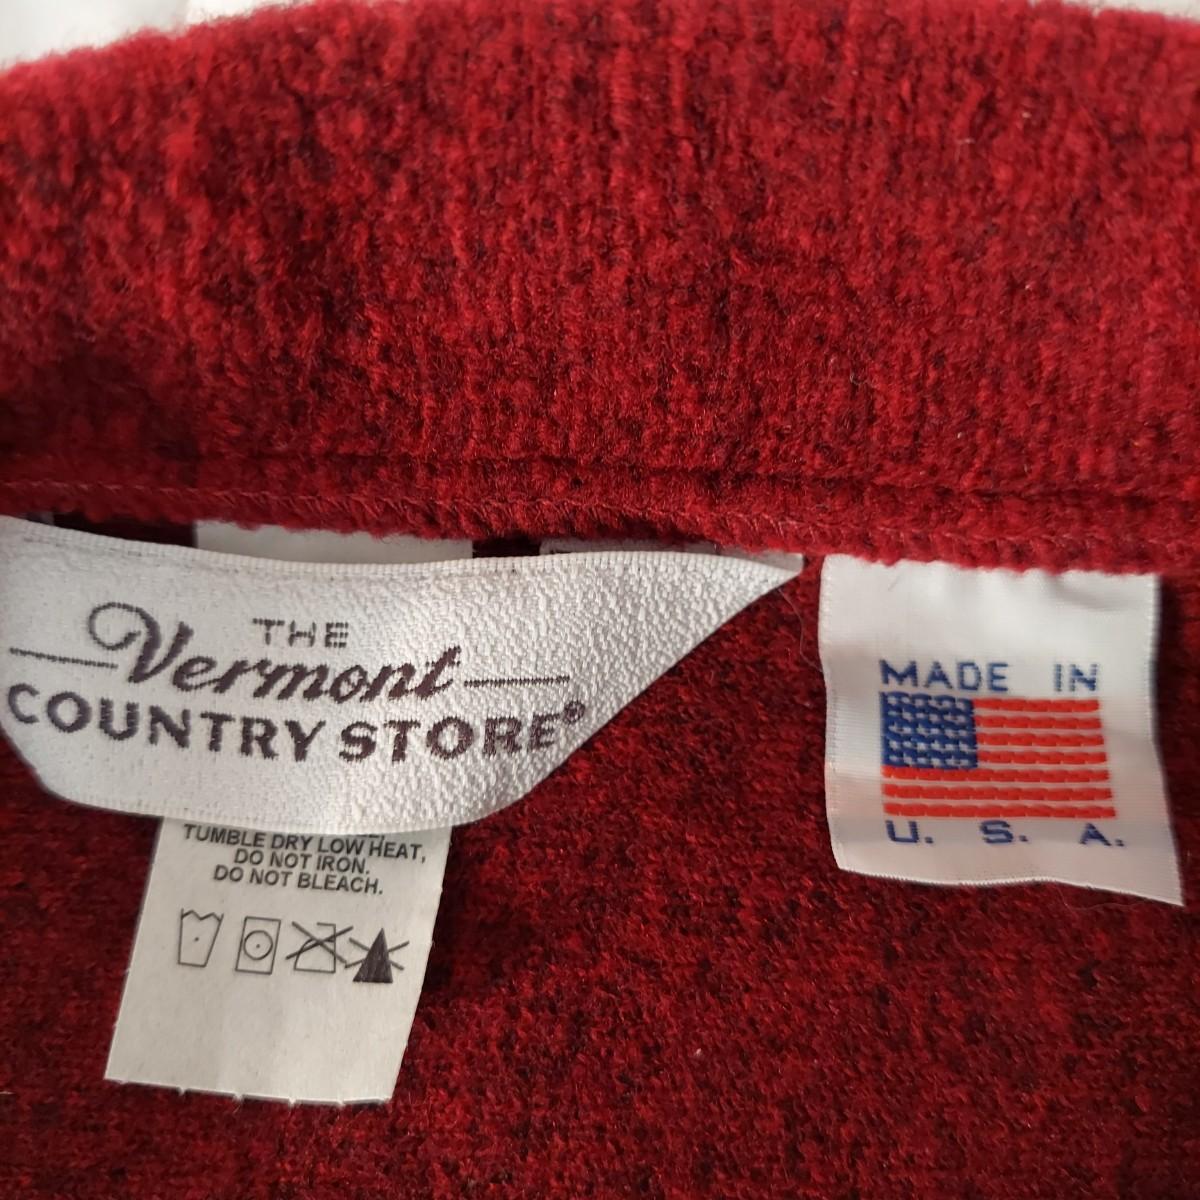 THE
Vermont
COUNTRY STORE®
TUMBLE DRY LOW HEAT,
DO NOT IRON.
DO NOT BLEACH.
MADE IN
U. S. A.